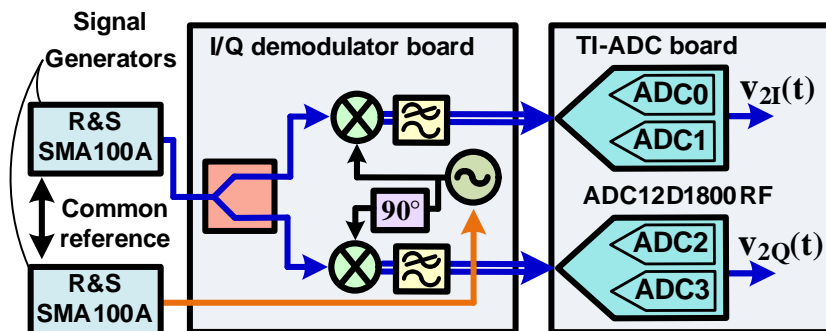 Signal
Generators
I/Q demodulator board
TI-ADC board
R&S
SMA100A
Common
reference
R&S
SMA100A
90°
ADC0
ADC1
v2I(t)
ADC12D1800RF
ADC2
ADC3
v2Q(t)